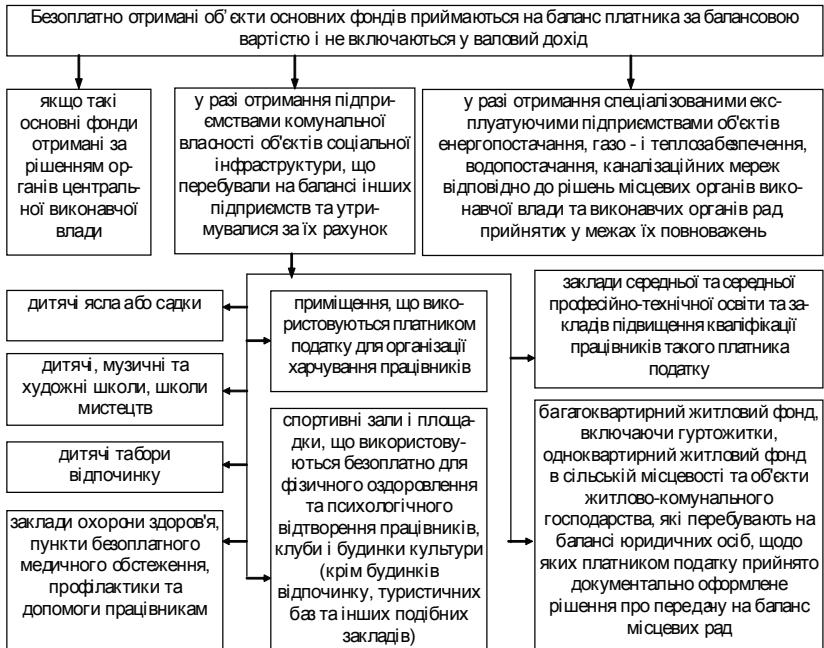 Безоплатно отримані об'єкти основних фондів приймаються на баланс платника за балансовою
вартістю і не включаються у валовий дохід
якщо такі
основні фонди
отримані за
рішенням ор-
ганів централь-
ної виконавчої
влади
у разі отримання підпри-
ємствами комунальної
власності об'єктів соціальної
інфраструктури, що
перебували на балансі інших
підприємств та утри-
мувалися за їх рахунок
у разі отримання спеціалізованими екс-
плуатуючими підприємствами об'єктів
енергопостачання, газо - і теплозабезпечення,
водопостачання, каналізаційних мереж
відповідно до рішень місцевих органів вико-
навчої влади та виконавчих органів рад
прийнятих у межах їх повноважень
дитячі ясла або садки
дитячі, музичні та
художні школи, школи
мистецтв
дитячі табори
відпочинку
заклади охорони здоров'я,
пункти безоплатного
медичного обстеження,
профілактики та
допомоги працівникам
приміщення, що вико-
ристовуються платником
податку для організації
харчування працівників
спортивні зали і площа-
дки, що використову-
ються безоплатно для
фізичного оздоровлення
та психологічного
відтворення працівників,
клуби і будинки культури
(крім будинків
відпочинку, туристичних
баз та інших подібних
закладів)
заклади середньої та середньої
професійно-технічної освіти та за-
кладів підвищення кваліфікації
працівників такого платника
податку
багатоквартирний житловий фонд,
включаючи гуртожитки,
одноквартирний житловий фонд
в сільській місцевості та об'єкти
житлово-комунального
господарства, які перебувають на
балансі юридичних осіб, щодо
яких платником податку прийнято
документально оформлене
рішення про передачу на баланс
місцевих рад